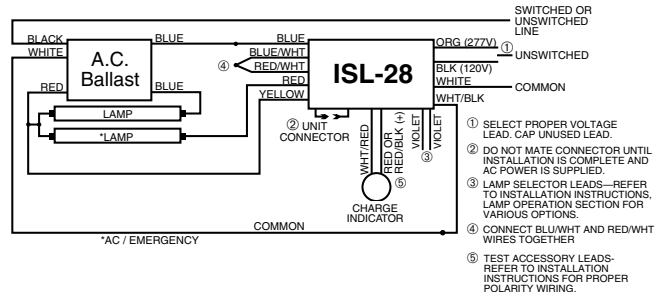 SWITCHED OR
UNSWITCHED
LINE
BLACK
BLUE
BLUE
ORG (277V)
①
WHITE
A.C.
Ballast
BLUE/WHT
④
RED/WHT
ISL-28
UNSWITCHED
BLK (120V)
RED
BLUE
RED
WHITE
COMMON
YELLOW
WHT/BLK
LAMP
*LAMP
② UNIT
CONNECTOR
WHT/RED
RED OR
RED/BLK (+)
VIOLET
VIOLET
③
⑤
CHARGE
INDICATOR
COMMON
*AC / EMERGENCY
① SELECT PROPER VOLTAGE
LEAD. CAP UNUSED LEAD.
② DO NOT MATE CONNECTOR UNTIL
INSTALLATION IS COMPLETE AND
AC POWER IS SUPPLIED.
③ LAMP SELECTOR LEADS—REFER
TO INSTALLATION INSTRUCTIONS,
LAMP OPERATION SECTION FOR
VARIOUS OPTIONS.
④ CONNECT BLU/WHT AND RED/WHT
WIRES TOGETHER
⑤ TEST ACCESSORY LEADS-
REFER TO INSTALLATION
INSTRUCTIONS FOR PROPER
POLARITY WIRING.